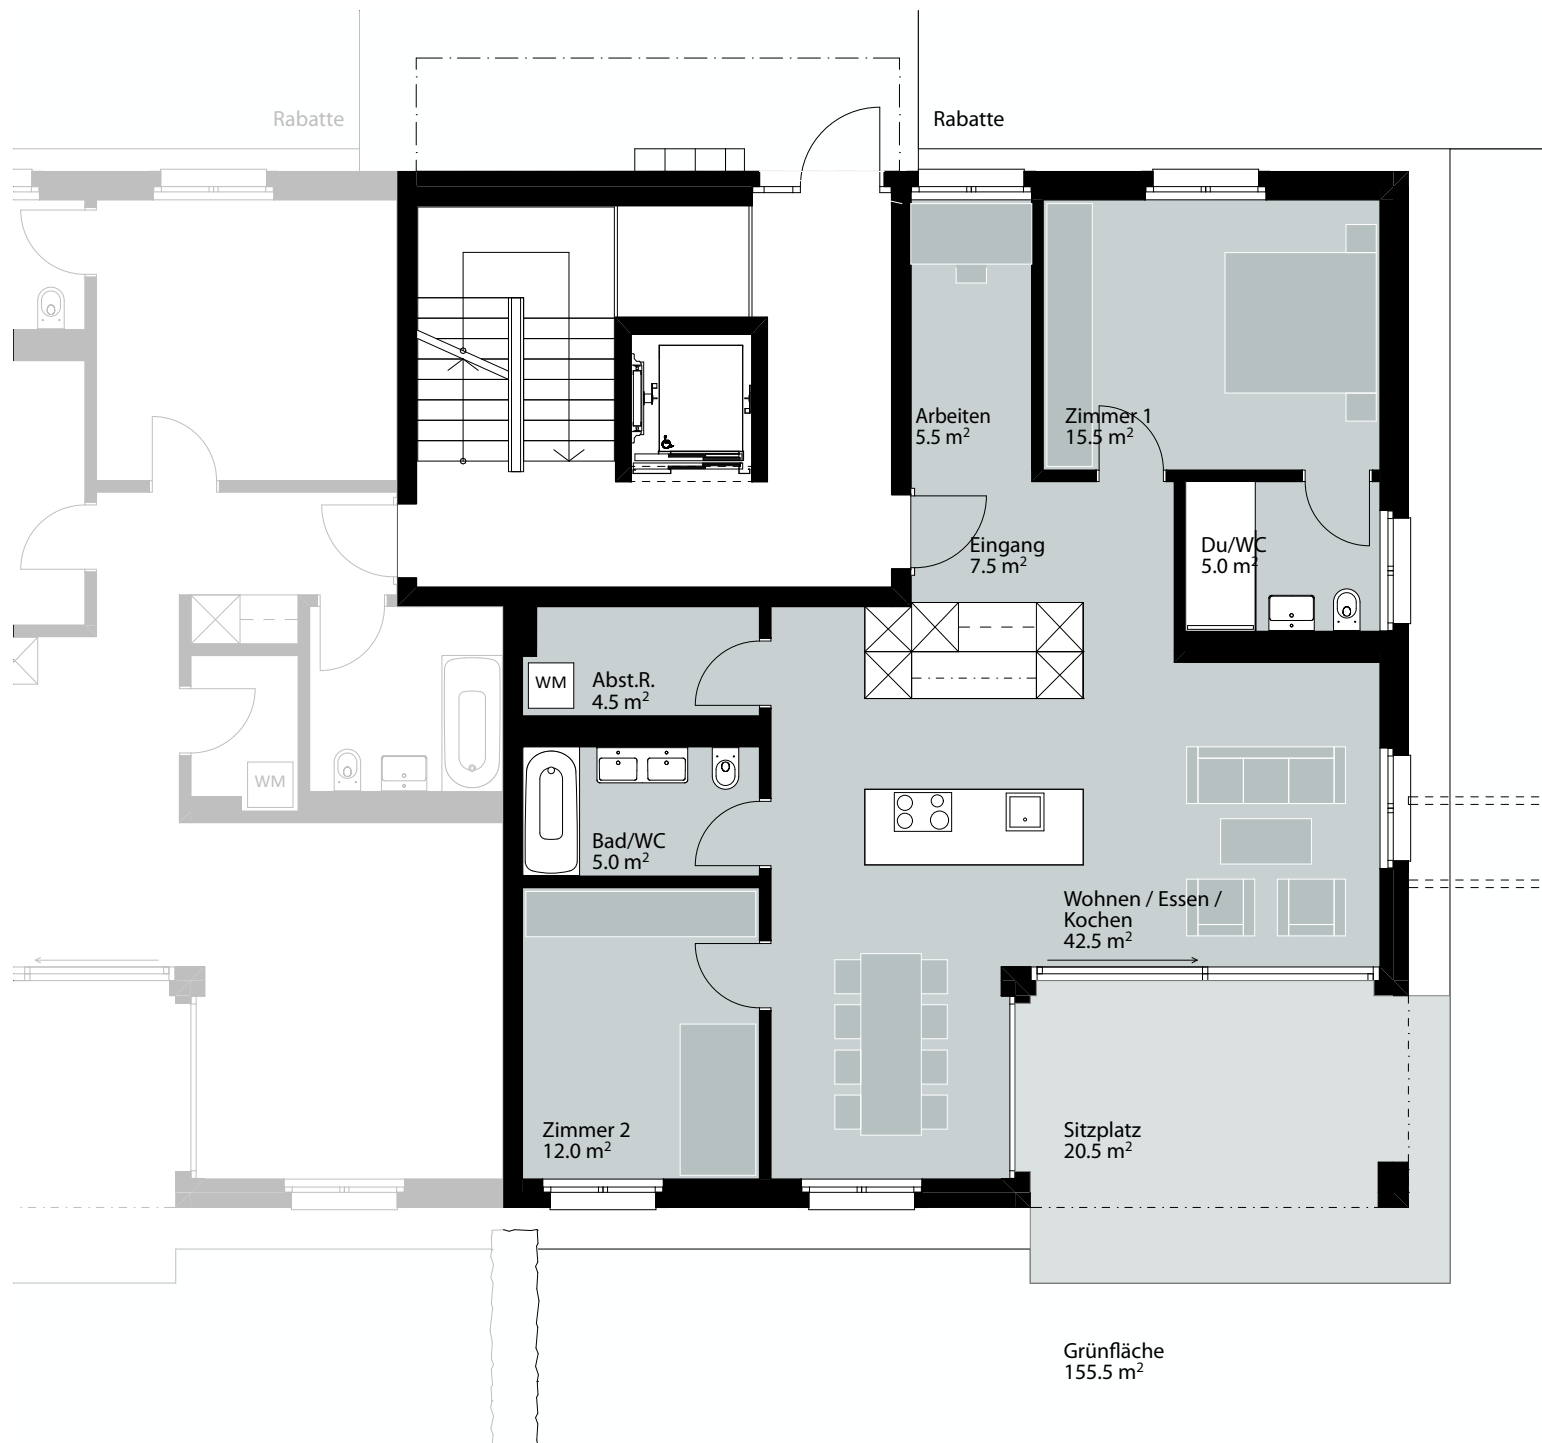 Rabatte
Rabatte
Arbeiten
5.5 m²
Zimmer 1
15.5 m²
Eingang
7.5 m²
Du/WC
5.0 m²
WM
Abst.R.
4.5 m²
WM
Bad/WC
5.0 m²
Wohnen / Essen /
Kochen
42.5 m²
Zimmer 2
12.0 m²
Sitzplatz
20.5 m²
Grünfläche
155.5 m²